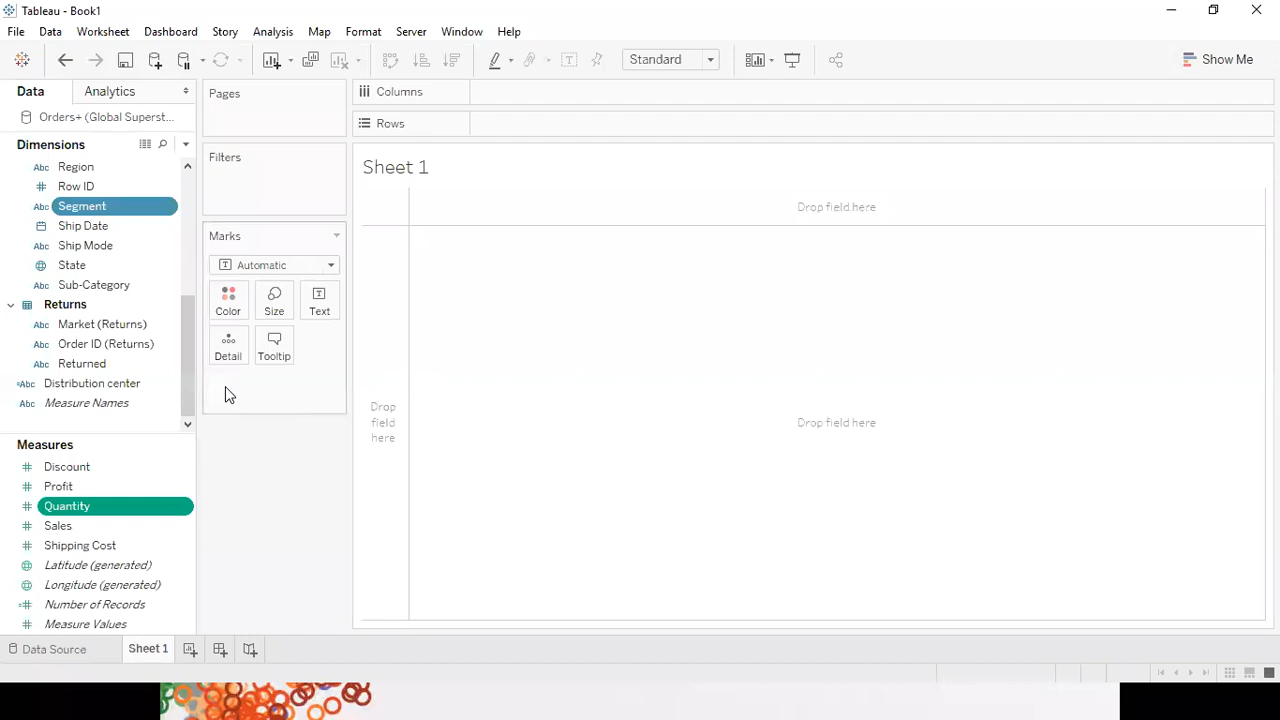 Tableau - Book1
File Data Worksheet Dashboard Story Analysis Map Format Server Window Help
Standard
Show Me
Data Analytics
Orders+ (Global Superst...
Dimensions
Region
Row ID
Segment
Ship Date
Ship Mode
State
Sub-Category
Returns
Market (Returns)
Order ID (Returns)
Returned
Distribution center
Measure Names
Measures
Discount
Profit
Quantity
Sales
Shipping Cost
Latitude (generated)
Longitude (generated)
Number of Records
Measure Values
Pages
Filters
Marks
Automatic
Color Size Text
Detail Tooltip
Columns
Rows
Sheet 1
Drop field here
Drop
field
here
Drop field here
Data Source Sheet 1